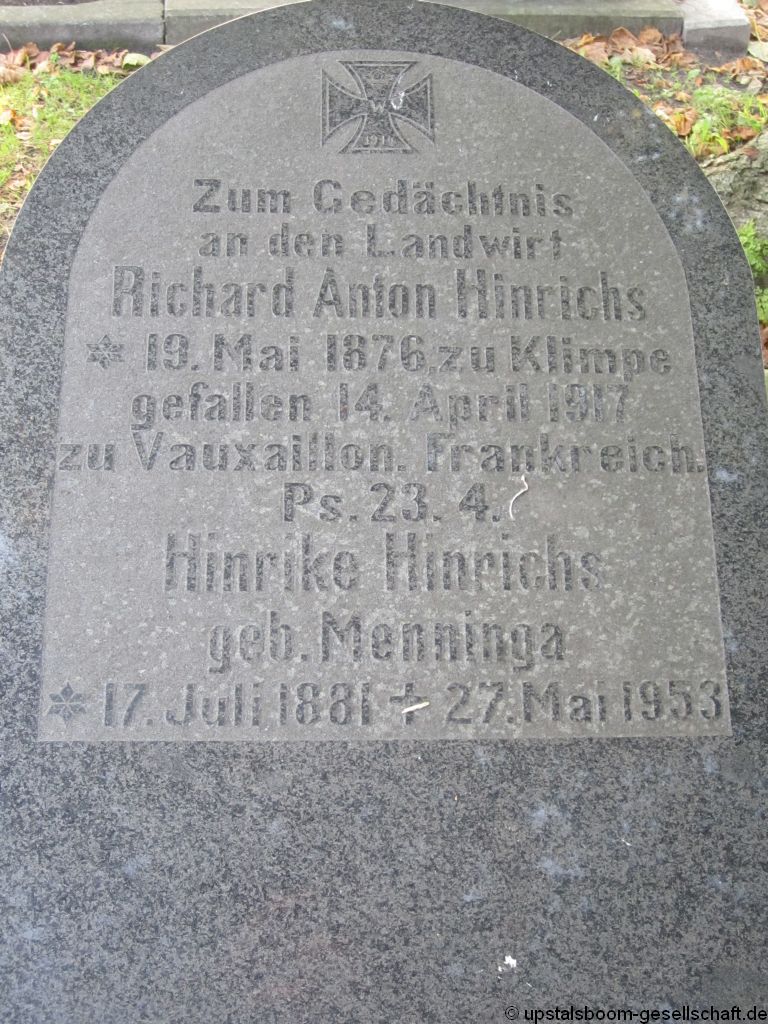 W
1914
Zum Gedächtnis
an den Landwirt
Richard Anton Hinrichs
* 19. Mai 1876, zu Klimpe
gefallen 14. April 1917
zu Vauxaillon. Frankreich.
Ps. 23. 4.
Hinrike Hinrichs
geb. Menninga
* 17. Juli 1881 + 27. Mai 1953
© upstalsboom-gesellschaft.de